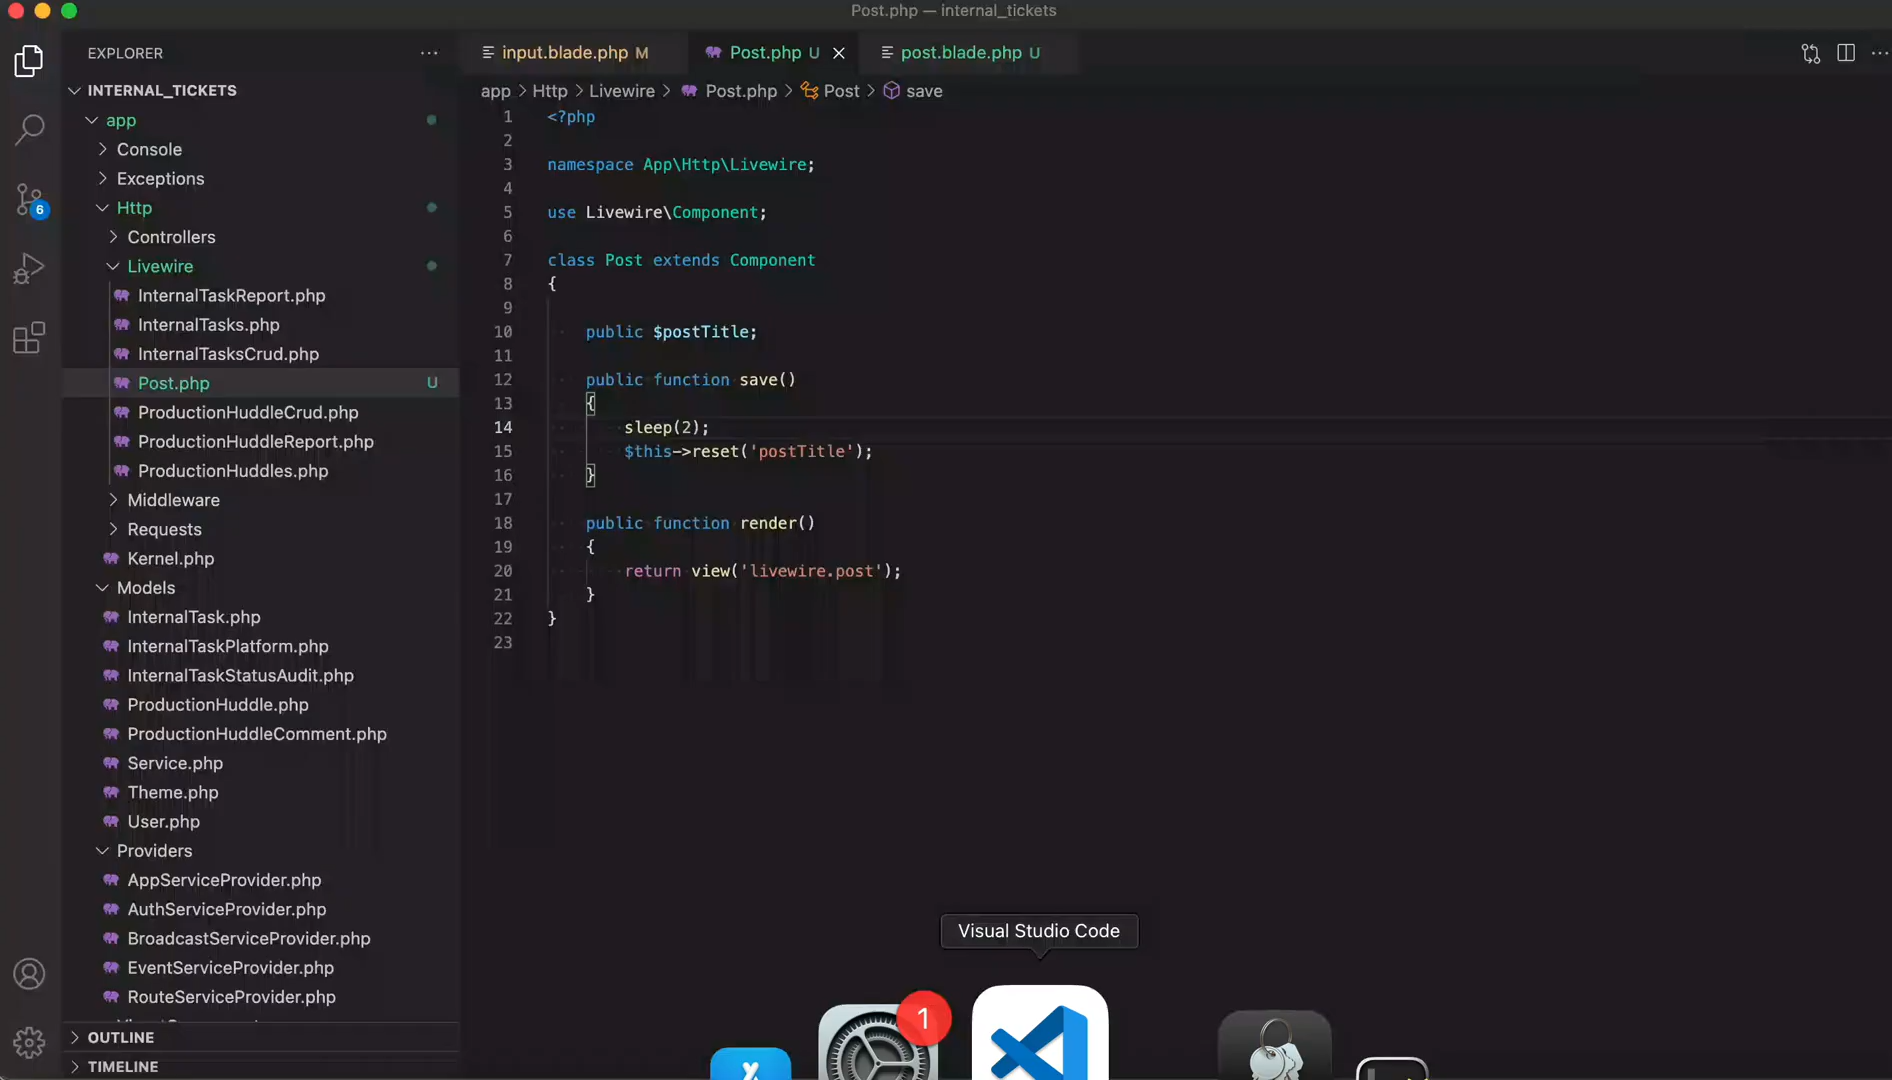 Post.php — internal_tickets
EXPLORER
INTERNAL_TICKETS
app
Console
Exceptions
Http
Controllers
Livewire
InternalTaskReport.php
InternalTasks.php
InternalTasksCrud.php
Post.php U
ProductionHuddleCrud.php
ProductionHuddleReport.php
ProductionHuddles.php
Middleware
Requests
Kernel.php
Models
InternalTask.php
InternalTaskPlatform.php
InternalTaskStatusAudit.php
ProductionHuddle.php
ProductionHuddleComment.php
Service.php
Theme.php
User.php
Providers
AppServiceProvider.php
AuthServiceProvider.php
BroadcastServiceProvider.php
EventServiceProvider.php
RouteServiceProvider.php
OUTLINE
TIMELINE
6
input.blade.php M
Post.php U
post.blade.php U
app > Http > Livewire > Post.php > Post > save
1 <?php
2
3 namespace App\Http\Livewire;
4
5 use Livewire\Component;
6
7 class Post extends Component
8 {
9
10 public $postTitle;
11
12 public function save()
13 {
14 sleep(2);
15 $this->reset('postTitle');
16 }
17
18 public function render()
19 {
20 return view('livewire.post');
21 }
22 }
23
Visual Studio Code
1